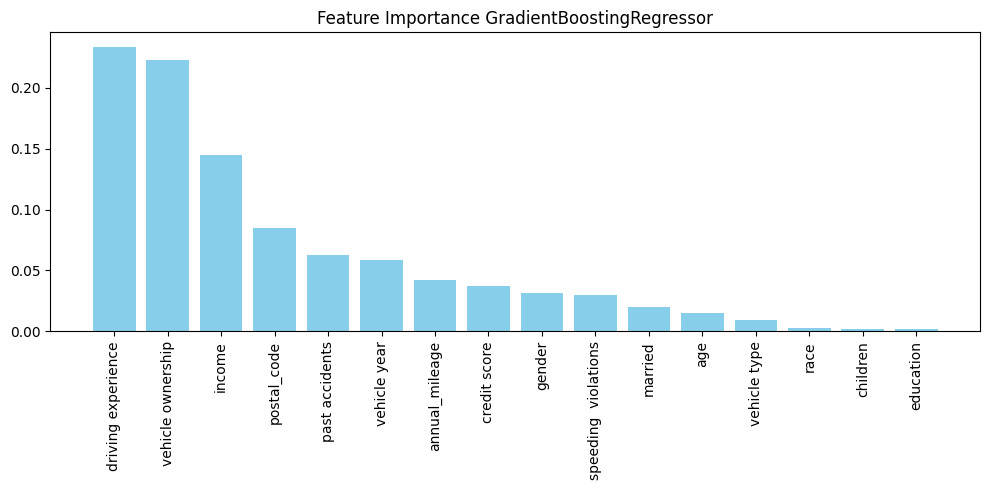 Feature Importance GradientBoostingRegressor
0.20
0.15
0.10
0.05
0.00
driving experience
vehicle ownership
income
postal_code
past accidents
vehicle year
annual_mileage
credit score
gender
speeding  violations
married
age
vehicle type
race
children
education